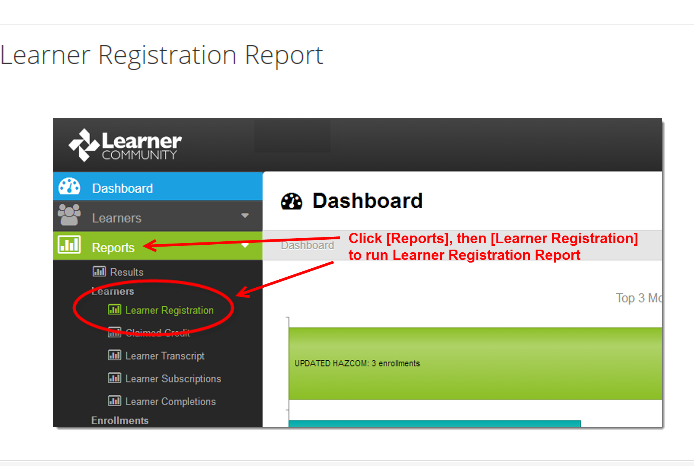 Learner Registration Report
Learner
COMMUNITY
Dashboard
Learners
Reports
Results
Learners
Learner Registration
Claimed Credit
Learner Transcript
Learner Subscriptions
Learner Completions
Enrollments
Dashboard
Dashboard
Click [Reports], then [Learner Registration]
to run Learner Registration Report
Top 3
UPDATED HAZCOM: 3 enrollments